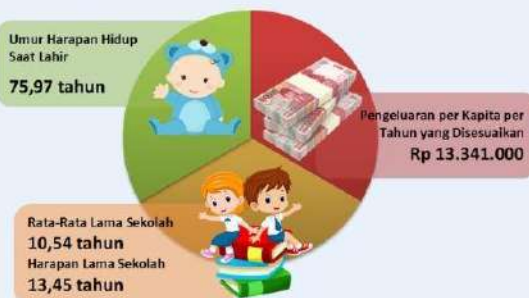 Umur Harapan Hidup
Saat Lahir
75,97 tahun
Pengeluaran per Kapita per
Tahun yang Disesuaikan
Rp 13.341.000
Rata-Rata Lama Sekolah
10,54 tahun
Harapan Lama Sekolah
13,45 tahun